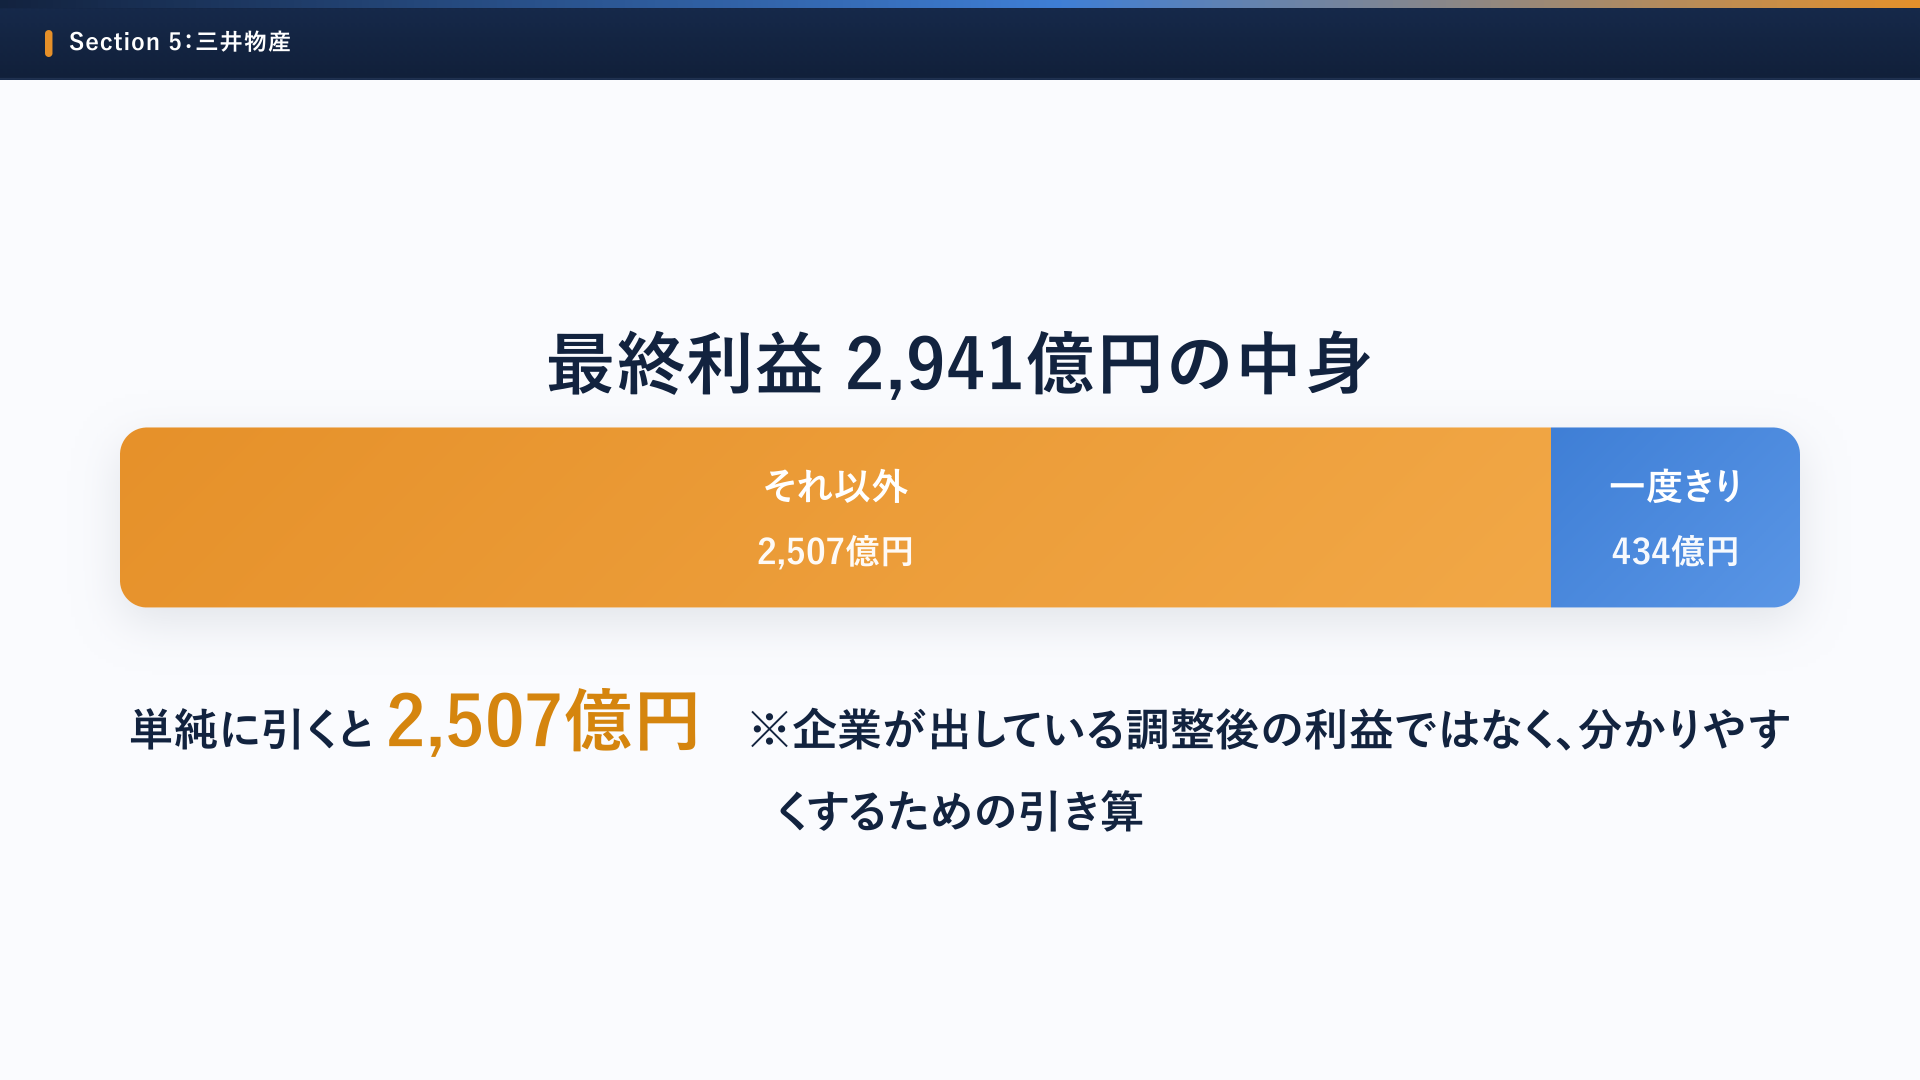 Section 5：三井物産
最終利益 2,941億円の中身
それ以外
2,507億円
一度きり
434億円
単純に引くと 2,507億円　※企業が出している調整後の利益ではなく、分かりやす
くするための引き算